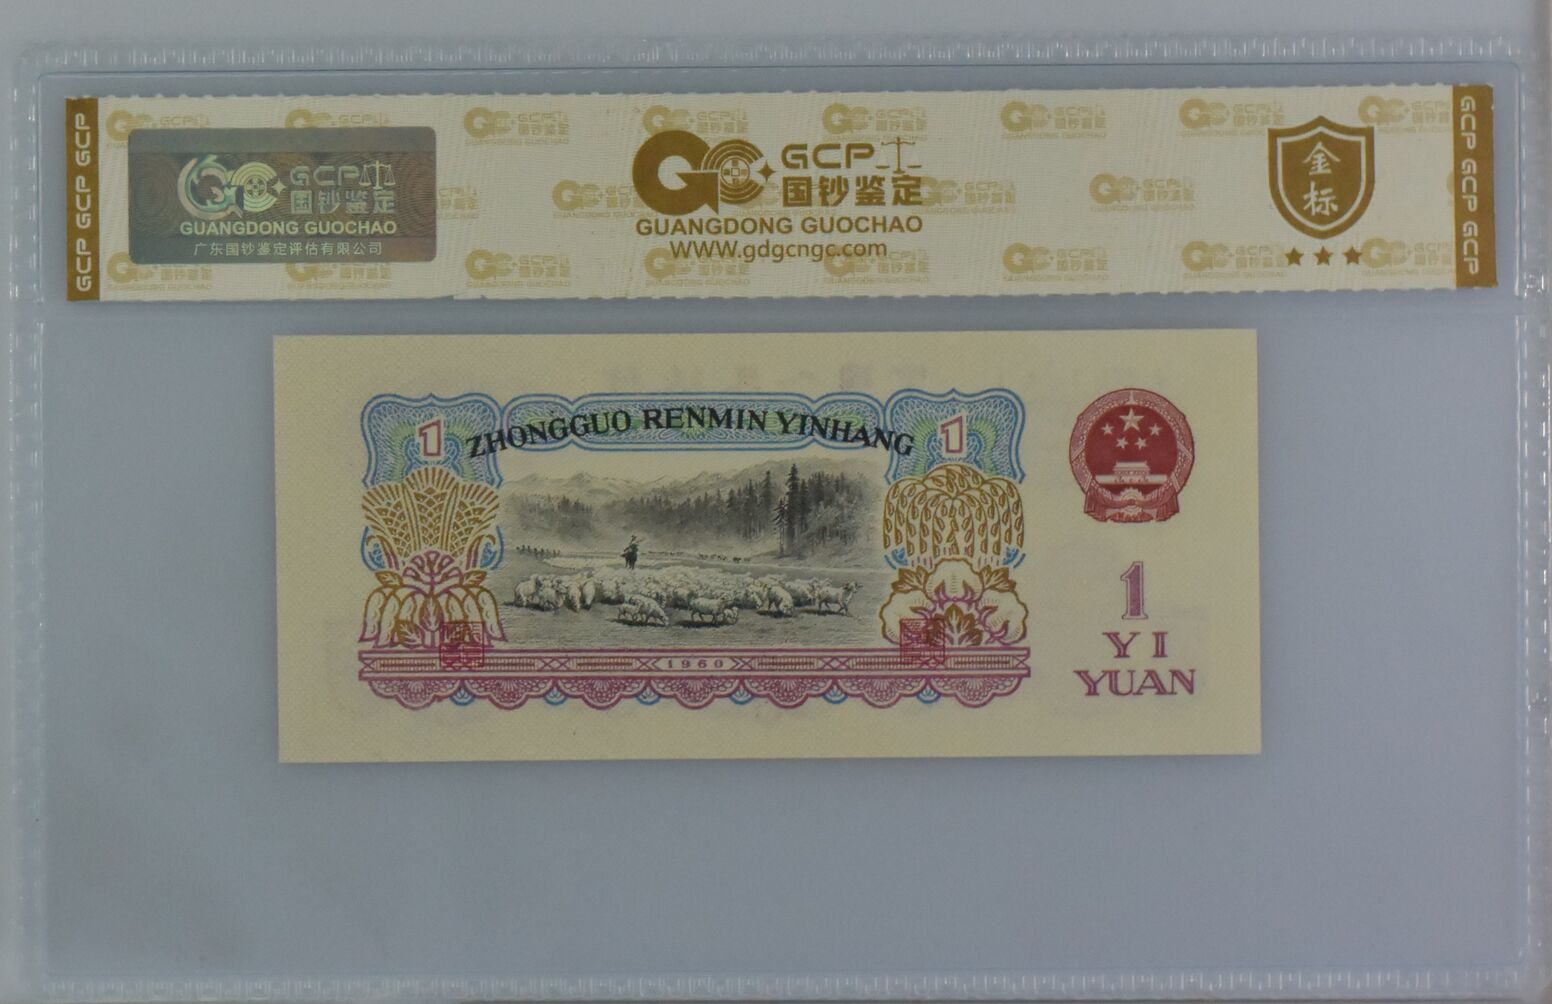 GCP GCP GCP
GCP
国钞鉴定
GUANGDONG GUOCHAO
广东国钞鉴定评估有限公司
GCP
国钞鉴定
GUANGDONG GUOCHAO
WWW.gdgcngc.com
金标
GCP GCP GCP
ZHONGGUO RENMIN YINHANG
1
1
1960
1
YI
YUAN